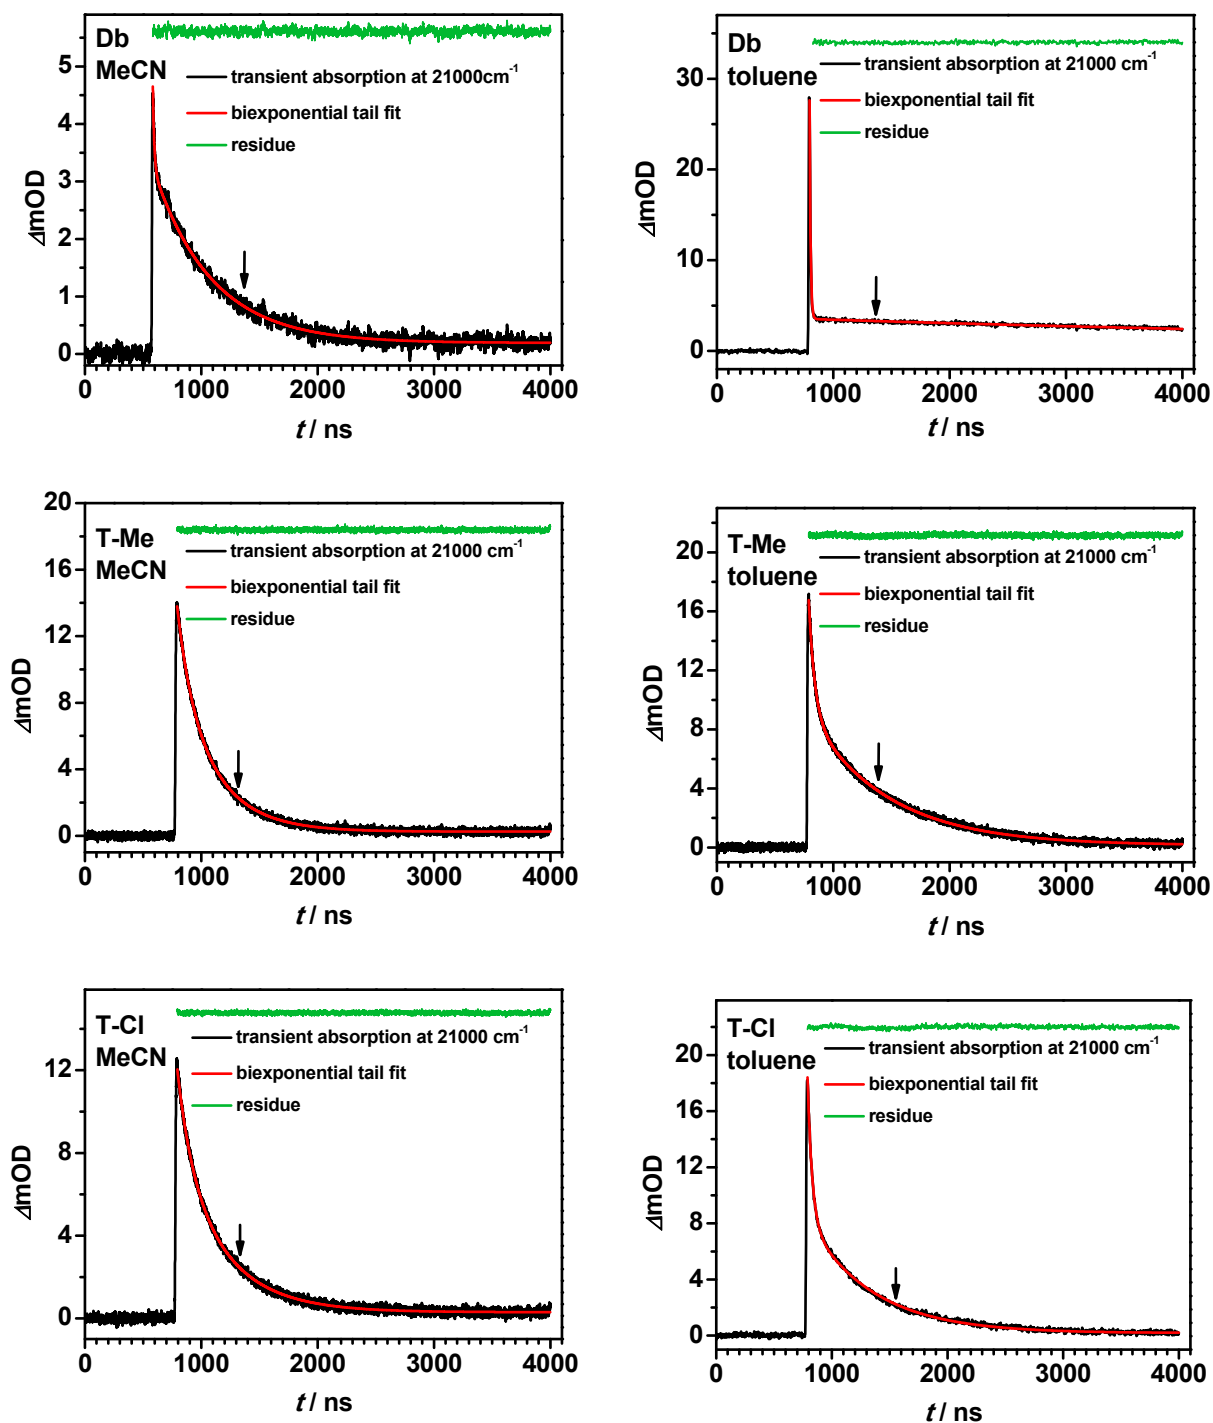 Db
MeCN
transient absorption at 21000cm⁻¹
biexponential tail fit
residue
5
4
3
2
1
0
ΔmOD
0 1000 2000 3000 4000
t / ns
Db
toluene
transient absorption at 21000 cm⁻¹
biexponential tail fit
residue
30
20
10
0
ΔmOD
0 1000 2000 3000 4000
t / ns
T-Me
MeCN
transient absorption at 21000 cm⁻¹
biexponential tail fit
residue
20
16
12
8
4
0
ΔmOD
0 1000 2000 3000 4000
t / ns
T-Me
toluene
transient absorption at 21000 cm⁻¹
biexponential tail fit
residue
20
16
12
8
4
0
ΔmOD
0 1000 2000 3000 4000
t / ns
T-Cl
MeCN
transient absorption at 21000 cm⁻¹
biexponential tail fit
residue
12
8
4
0
ΔmOD
0 1000 2000 3000 4000
t / ns
T-Cl
toluene
transient absorption at 21000 cm⁻¹
biexponential tail fit
residue
20
16
12
8
4
0
ΔmOD
0 1000 2000 3000 4000
t / ns